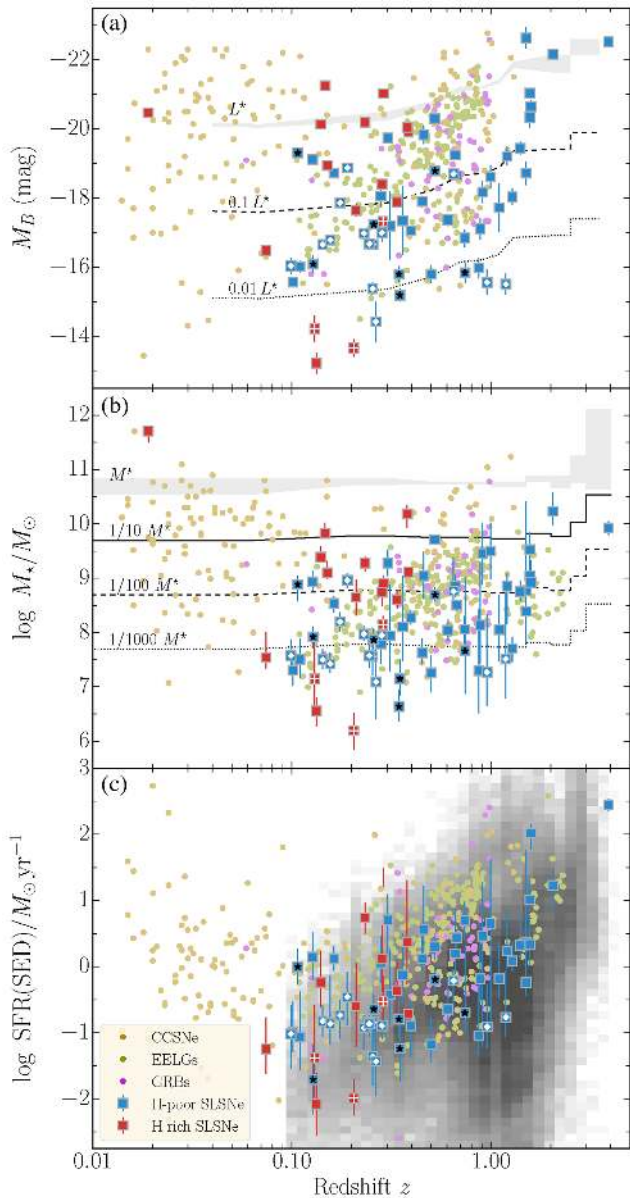 (a)
−22
−20
−18
−16
−14
M_B (mag)
L*
0.1 L*
0.01 L*
(b)
12
11
10
9
8
7
6
log M⋆/M⊙
M*
1/10 M*
1/100 M*
1/1000 M*
(c)
3
2
1
0
−1
−2
log SFR(SED)/M⊙ yr⁻¹
CCSNe
EELGs
GRBs
H-poor SLSNe
H rich SLSNe
0.01
0.10
1.00
10.00
Redshift z